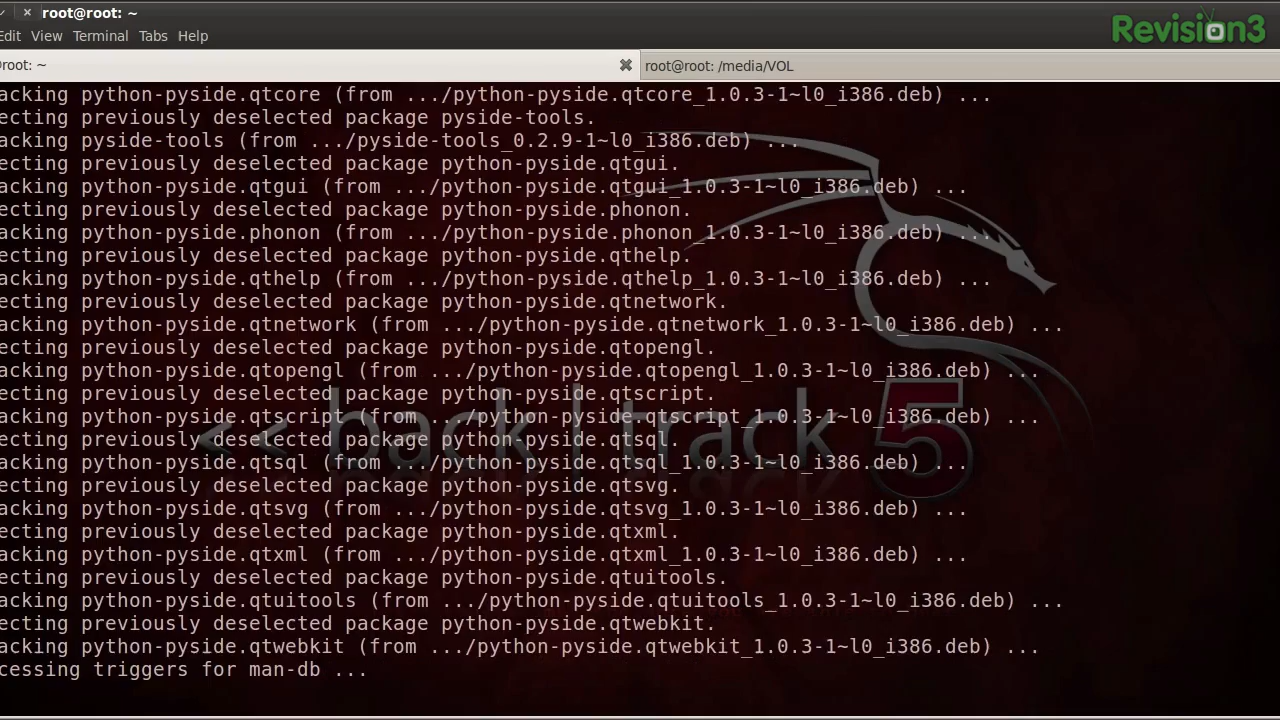 root@root: ~
Edit View Terminal Tabs Help
Revision3
root: ~
root@root: /media/VOL
acking python-pyside.qtcore (from .../python-pyside.qtcore_1.0.3-1~l0_i386.deb) ...
ecting previously deselected package pyside-tools.
acking pyside-tools (from .../pyside-tools_0.2.9-1~l0_i386.deb) ...
ecting previously deselected package python-pyside.qtgui.
acking python-pyside.qtgui (from .../python-pyside.qtgui_1.0.3-1~l0_i386.deb) ...
ecting previously deselected package python-pyside.phonon.
acking python-pyside.phonon (from .../python-pyside.phonon_1.0.3-1~l0_i386.deb) ...
ecting previously deselected package python-pyside.qthelp.
acking python-pyside.qthelp (from .../python-pyside.qthelp_1.0.3-1~l0_i386.deb) ...
ecting previously deselected package python-pyside.qtnetwork.
acking python-pyside.qtnetwork (from .../python-pyside.qtnetwork_1.0.3-1~l0_i386.deb) ...
ecting previously deselected package python-pyside.qtopengl.
acking python-pyside.qtopengl (from .../python-pyside.qtopengl_1.0.3-1~l0_i386.deb) ...
ecting previously deselected package python-pyside.qtscript.
acking python-pyside.qtscript (from .../python-pyside.qtscript_1.0.3-1~l0_i386.deb) ...
<< back | track 5
ecting previously deselected package python-pyside.qtsql.
acking python-pyside.qtsql (from .../python-pyside.qtsql_1.0.3-1~l0_i386.deb) ...
ecting previously deselected package python-pyside.qtsvg.
acking python-pyside.qtsvg (from .../python-pyside.qtsvg_1.0.3-1~l0_i386.deb) ...
ecting previously deselected package python-pyside.qtxml.
acking python-pyside.qtxml (from .../python-pyside.qtxml_1.0.3-1~l0_i386.deb) ...
ecting previously deselected package python-pyside.qtuitools.
acking python-pyside.qtuitools (from .../python-pyside.qtuitools_1.0.3-1~l0_i386.deb) ...
ecting previously deselected package python-pyside.qtwebkit.
acking python-pyside.qtwebkit (from .../python-pyside.qtwebkit_1.0.3-1~l0_i386.deb) ...
cessing triggers for man-db ...